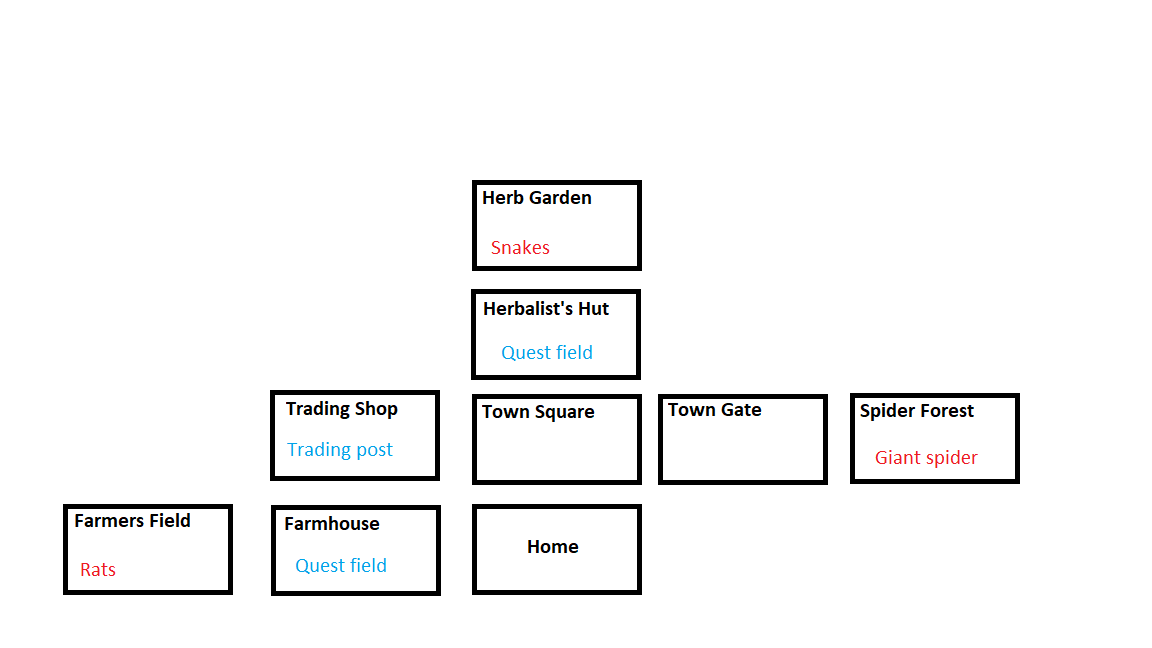 Herb Garden
Snakes
Herbalist's Hut
Quest field
Trading Shop
Trading post
Town Square
Town Gate
Spider Forest
Giant spider
Farmers Field
Rats
Farmhouse
Quest field
Home